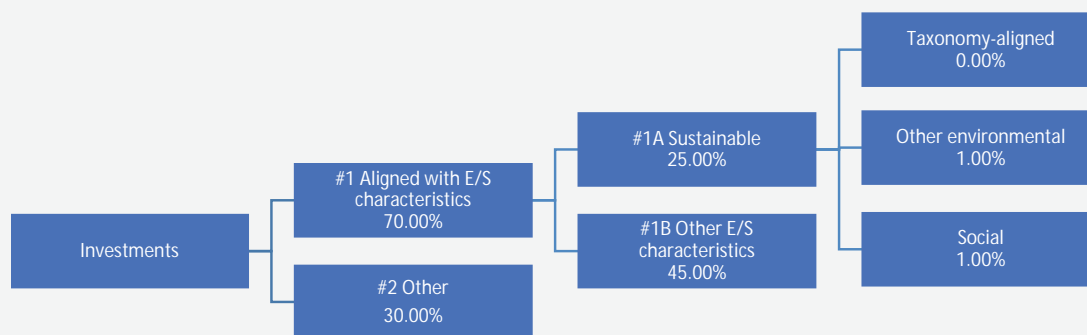 Investments
#1 Aligned with E/S
characteristics
70.00%
#2 Other
30.00%
#1A Sustainable
25.00%
#1B Other E/S
characteristics
45.00%
Taxonomy-aligned
0.00%
Other environmental
1.00%
Social
1.00%